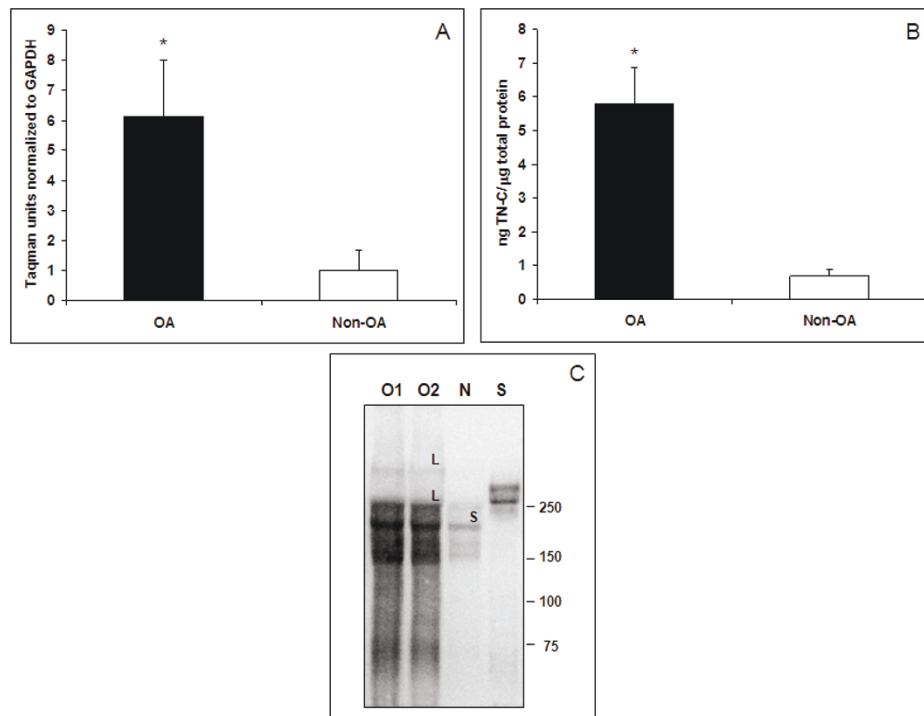 A
Taqman units normalized to GAPDH
9
8
7
6
5
4
3
2
1
0
*
OA Non-OA
B
ng TN-C/µg total protein
8
7
6
5
4
3
2
1
0
*
OA Non-OA
C
O1 O2 N S
L
L
S
250
150
100
75